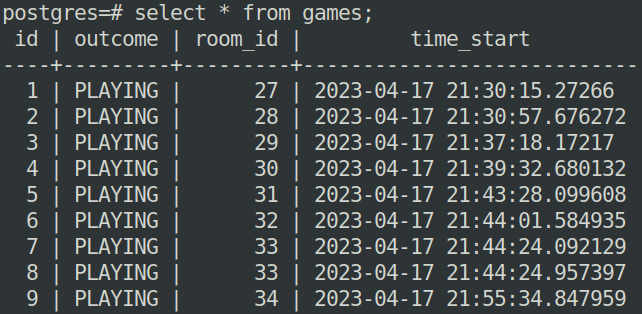 postgres=# select * from games;
 id | outcome | room_id |         time_start
----+---------+---------+----------------------------
  1 | PLAYING |      27 | 2023-04-17 21:30:15.27266
  2 | PLAYING |      28 | 2023-04-17 21:30:57.676272
  3 | PLAYING |      29 | 2023-04-17 21:37:18.17217
  4 | PLAYING |      30 | 2023-04-17 21:39:32.680132
  5 | PLAYING |      31 | 2023-04-17 21:43:28.099608
  6 | PLAYING |      32 | 2023-04-17 21:44:01.584935
  7 | PLAYING |      33 | 2023-04-17 21:44:24.092129
  8 | PLAYING |      33 | 2023-04-17 21:44:24.957397
  9 | PLAYING |      34 | 2023-04-17 21:55:34.847959